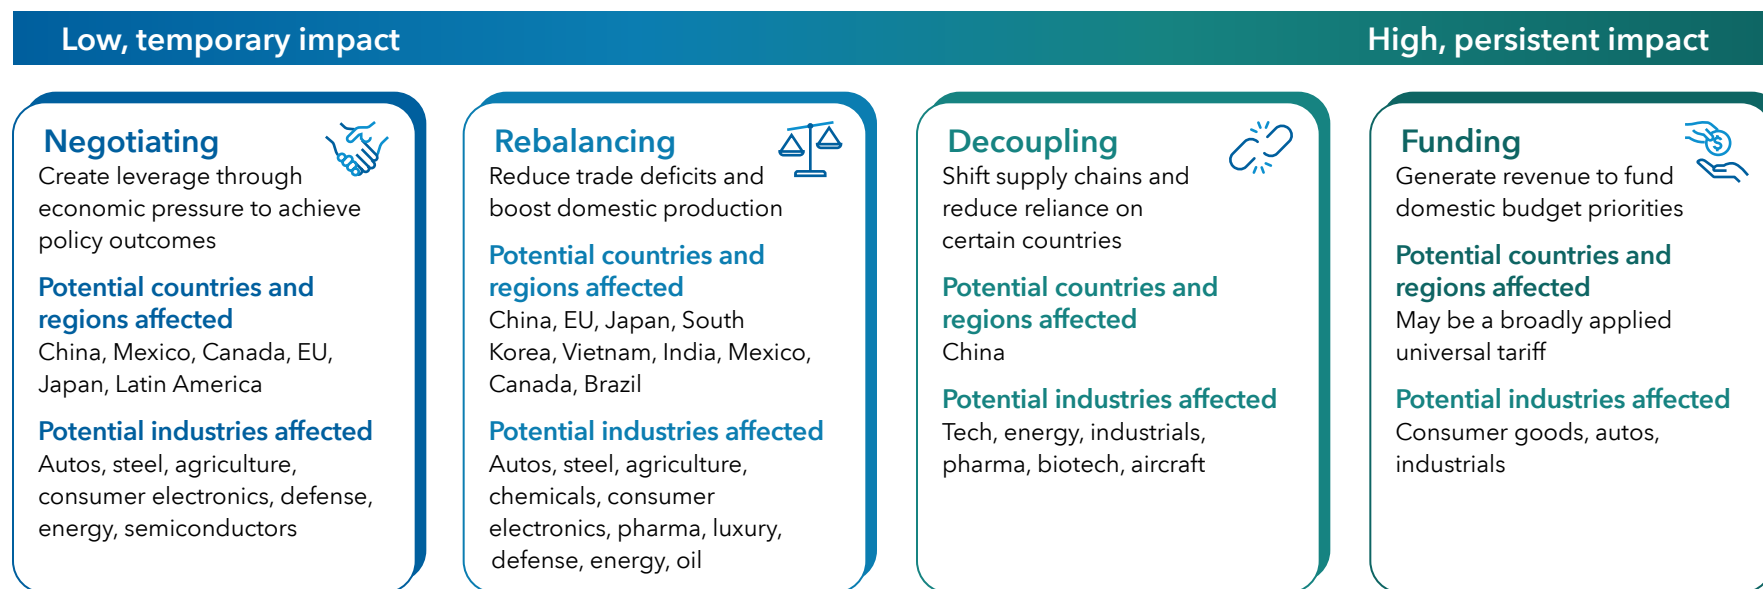 Low, temporary impact
High, persistent impact
Negotiating
Create leverage through
economic pressure to achieve
policy outcomes
Potential countries and
regions affected
China, Mexico, Canada, EU,
Japan, Latin America
Potential industries affected
Autos, steel, agriculture,
consumer electronics, defense,
energy, semiconductors
Rebalancing
Reduce trade deficits and
boost domestic production
Potential countries and
regions affected
China, EU, Japan, South
Korea, Vietnam, India, Mexico,
Canada, Brazil
Potential industries affected
Autos, steel, agriculture,
chemicals, consumer
electronics, pharma, luxury,
defense, energy, oil
Decoupling
Shift supply chains and
reduce reliance on
certain countries
Potential countries and
regions affected
China
Potential industries affected
Tech, energy, industrials,
pharma, biotech, aircraft
Funding
$
Generate revenue to fund
domestic budget priorities
Potential countries and
regions affected
May be a broadly applied
universal tariff
Potential industries affected
Consumer goods, autos,
industrials